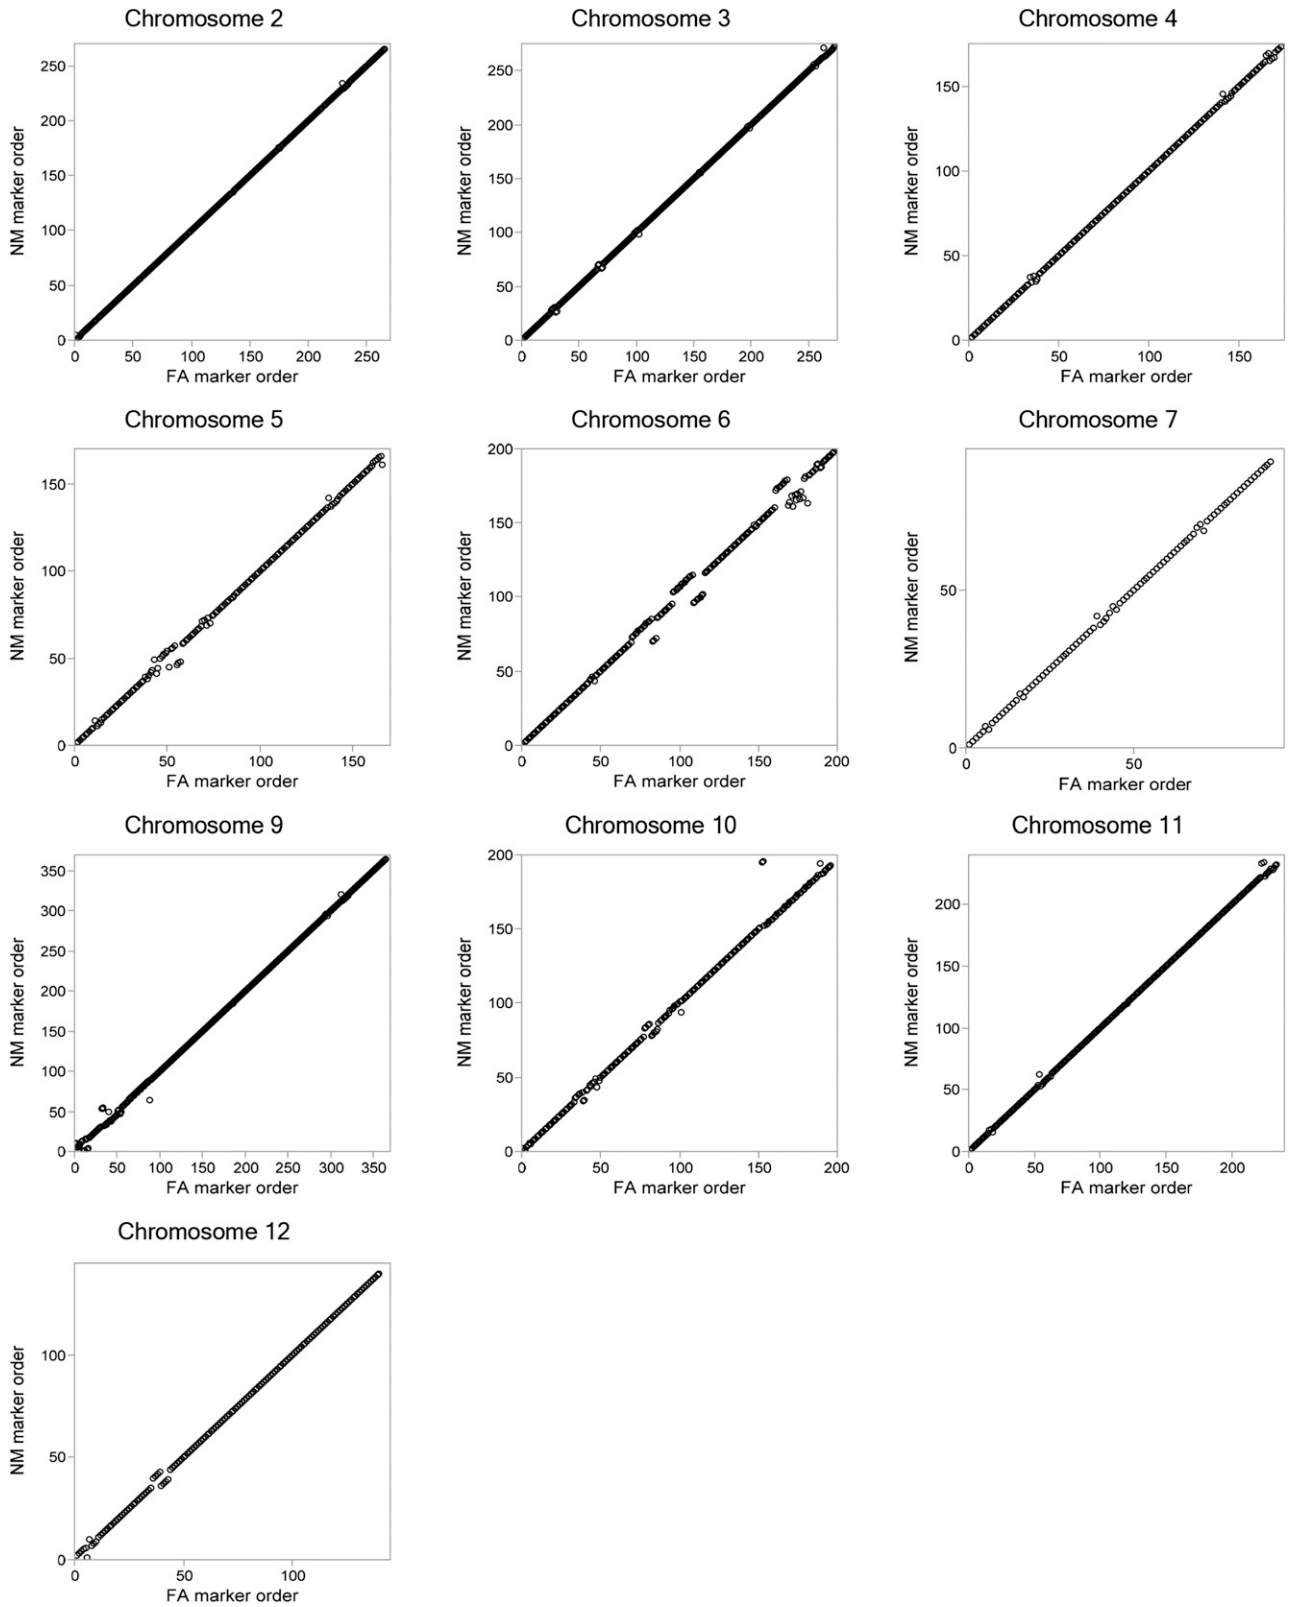 Chromosome 2
Chromosome 3
Chromosome 4
NM marker order
250
200
150
100
50
0
0 50 100 150 200 250
FA marker order
NM marker order
250
200
150
100
50
0
0 50 100 150 200 250
FA marker order
NM marker order
150
100
50
0
0 50 100 150
FA marker order
Chromosome 5
Chromosome 6
Chromosome 7
NM marker order
150
100
50
0
0 50 100 150
FA marker order
NM marker order
200
150
100
50
0
0 50 100 150 200
FA marker order
NM marker order
50
0
0 50
FA marker order
Chromosome 9
Chromosome 10
Chromosome 11
NM marker order
350
300
250
200
150
100
50
0
0 50 100 150 200 250 300 350
FA marker order
NM marker order
200
150
100
50
0
0 50 100 150 200
FA marker order
NM marker order
200
150
100
50
0
0 50 100 150 200
FA marker order
Chromosome 12
NM marker order
100
50
0
0 50 100
FA marker order